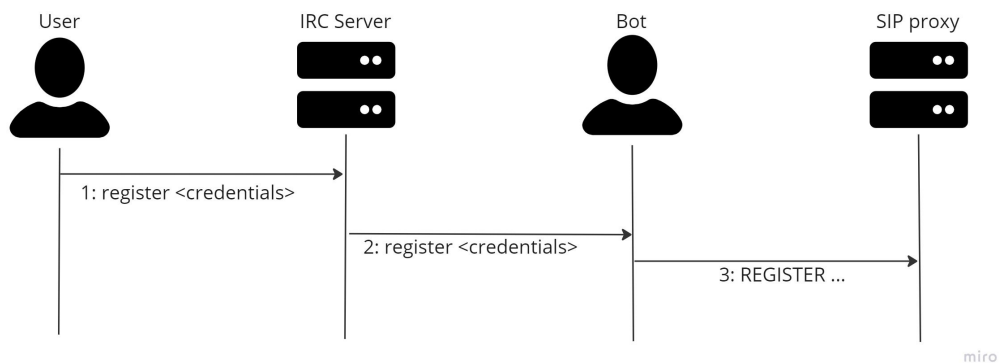 User
IRC Server
Bot
SIP proxy
1: register <credentials>
2: register <credentials>
3: REGISTER ...
miro